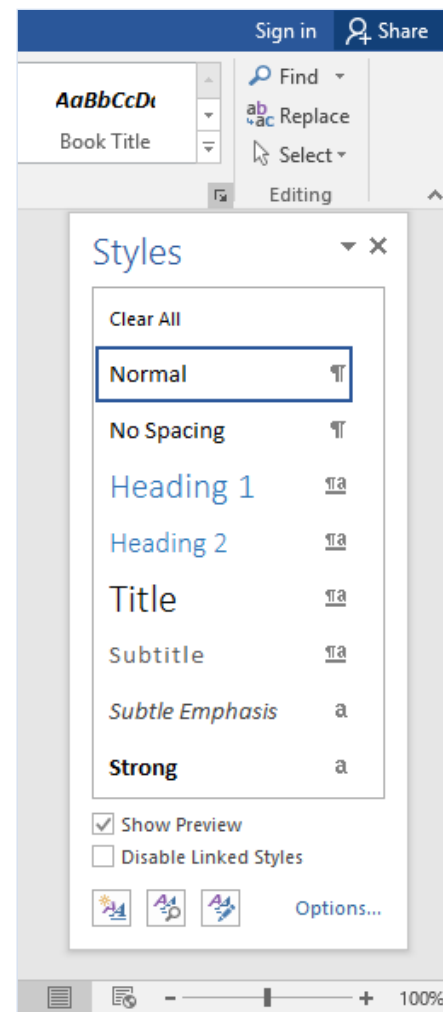 Sign in Share
AaBbCcDc
Book Title
Find
Replace
Select
Editing
Styles
Clear All
Normal ¶
No Spacing ¶
Heading 1 ¶a
Heading 2 ¶a
Title ¶a
Subtitle ¶a
Subtle Emphasis a
Strong a
Show Preview
Disable Linked Styles
Options...
100%